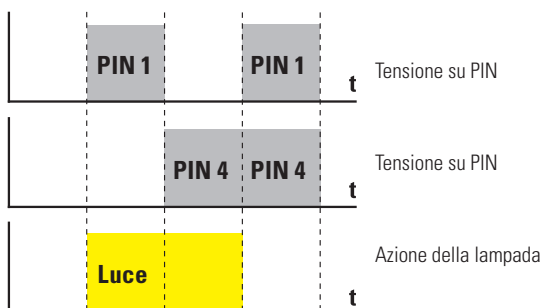 PIN 1 PIN 1 t Tensione su PIN
PIN 4 PIN 4 t Tensione su PIN
Luce t Azione della lampada